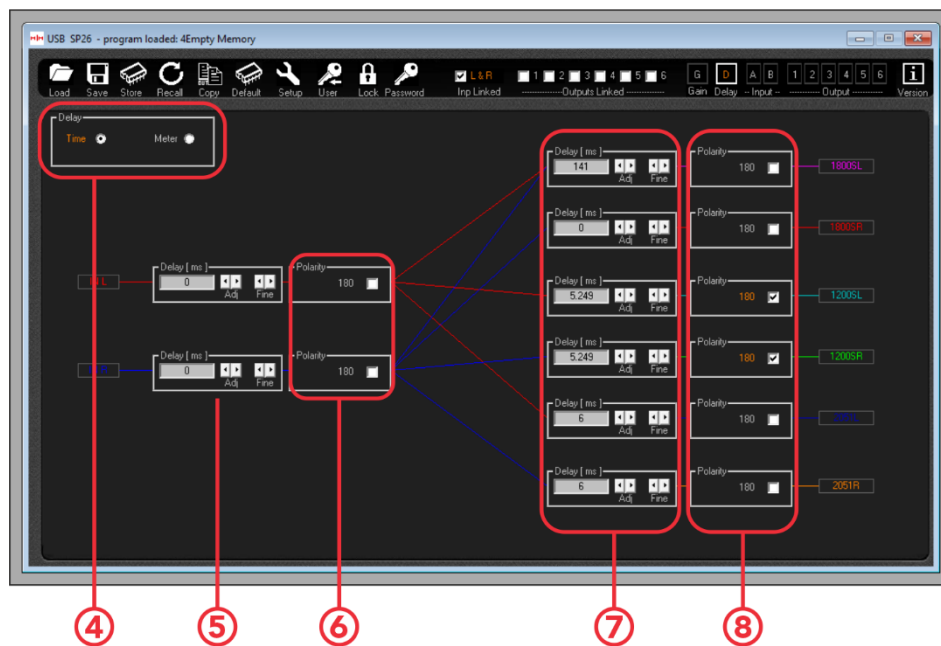 USB SP26 - program loaded: 4Empty Memory
Load Save Store Recall Copy Default Setup User Lock Password
L & R
Inp Linked
1 2 3 4 5 6
Outputs Linked
G D A B 1 2 3 4 5 6
Gain Delay -- Input -- Output
i
Version
Delay
Time Meter
Delay [ ms ]
0
Adj Fine
Polarity
180
Delay [ ms ]
0
Adj Fine
Polarity
180
Delay [ ms ]
141
Adj Fine
Polarity
180
1800SL
Delay [ ms ]
0
Adj Fine
Polarity
180
1800SR
Delay [ ms ]
5.249
Adj Fine
Polarity
180
1200SL
Delay [ ms ]
5.249
Adj Fine
Polarity
180
1200SR
Delay [ ms ]
6
Adj Fine
Polarity
180
Delay [ ms ]
6
Adj Fine
Polarity
180
2051R
4 5 6 7 8